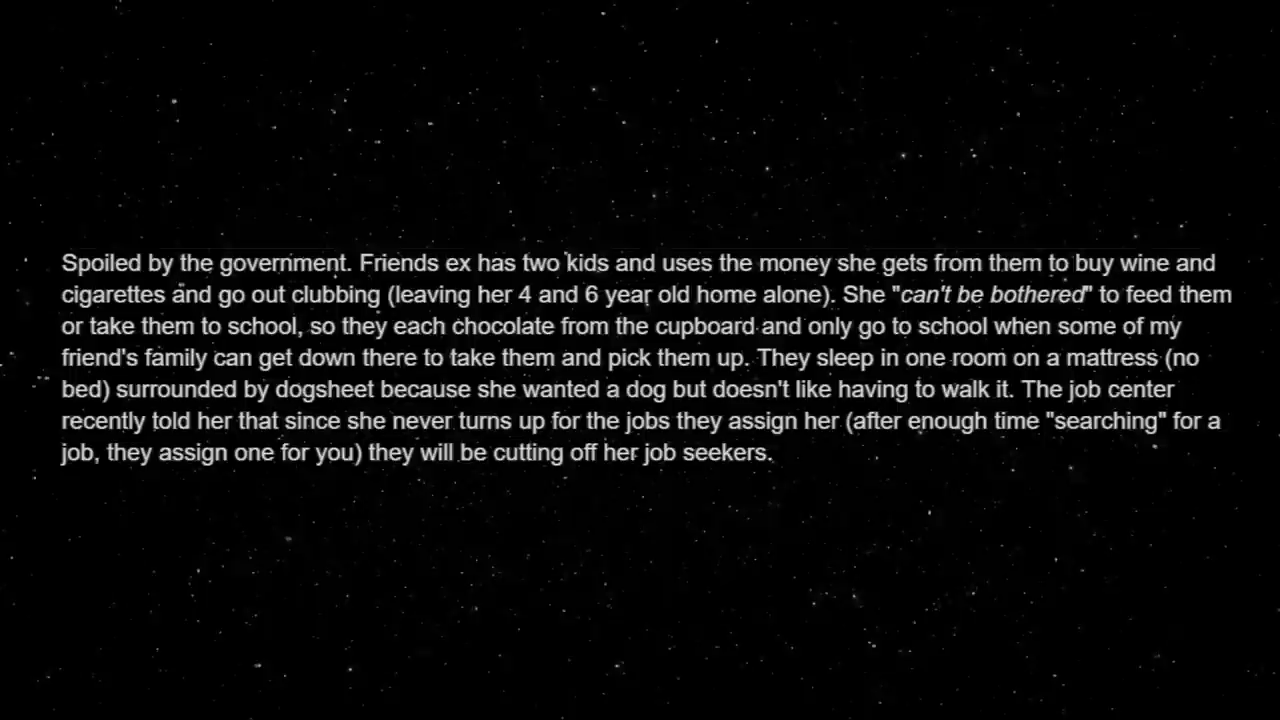 Spoiled by the government. Friends ex has two kids and uses the money she gets from them to buy wine and
cigarettes and go out clubbing (leaving her 4 and 6 year old home alone). She "can't be bothered" to feed them
or take them to school, so they each chocolate from the cupboard and only go to school when some of my
friend's family can get down there to take them and pick them up. They sleep in one room on a mattress (no
bed) surrounded by dogsheet because she wanted a dog but doesn't like having to walk it. The job center
recently told her that since she never turns up for the jobs they assign her (after enough time "searching" for a
job, they assign one for you) they will be cutting off her job seekers.